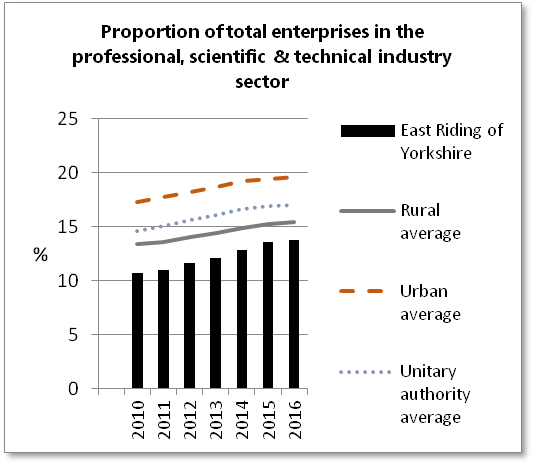 Proportion of total enterprises in the
professional, scientific & technical industry
sector
25
20
15
10
5
0
%
2010
2011
2012
2013
2014
2015
2016
East Riding of
Yorkshire
Rural
average
Urban
average
Unitary
authority
average